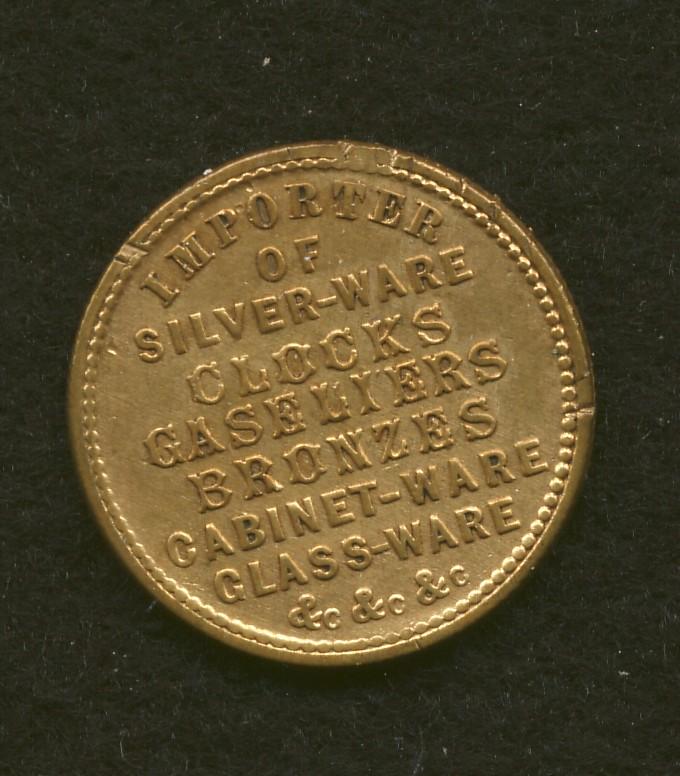 IMPORTER
OF
SILVER-WARE
CLOCKS
GASELIERS
BRONZES
CABINET-WARE
GLASS-WARE
&c &c &c